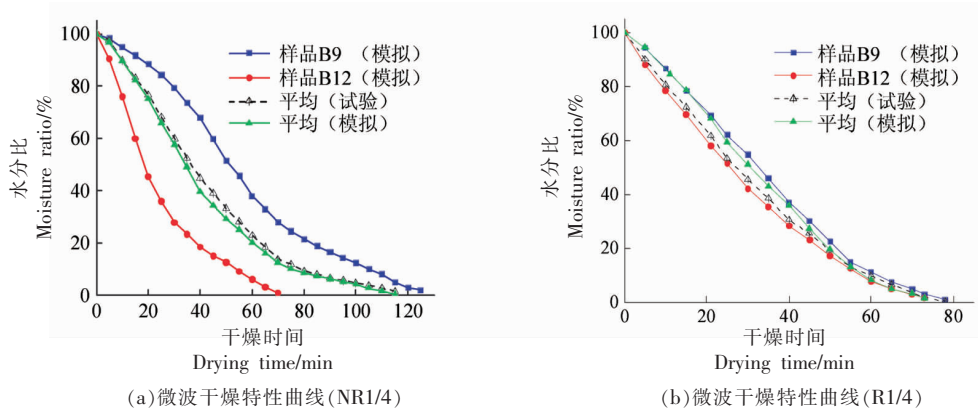 100
80
60
40
20
0
水分比
Moisture ratio/%
样品B9 （模拟）
样品B12（模拟）
平均（试验）
平均（模拟）
0 20 40 60 80 100 120
干燥时间
Drying time/min
(a)微波干燥特性曲线(NR1/4)
100
80
60
40
20
0
水分比
Moisture ratio/%
样品B9 （模拟）
样品B12（模拟）
平均（试验）
平均（模拟）
0 20 40 60 80
干燥时间
Drying time/min
(b)微波干燥特性曲线(R1/4)